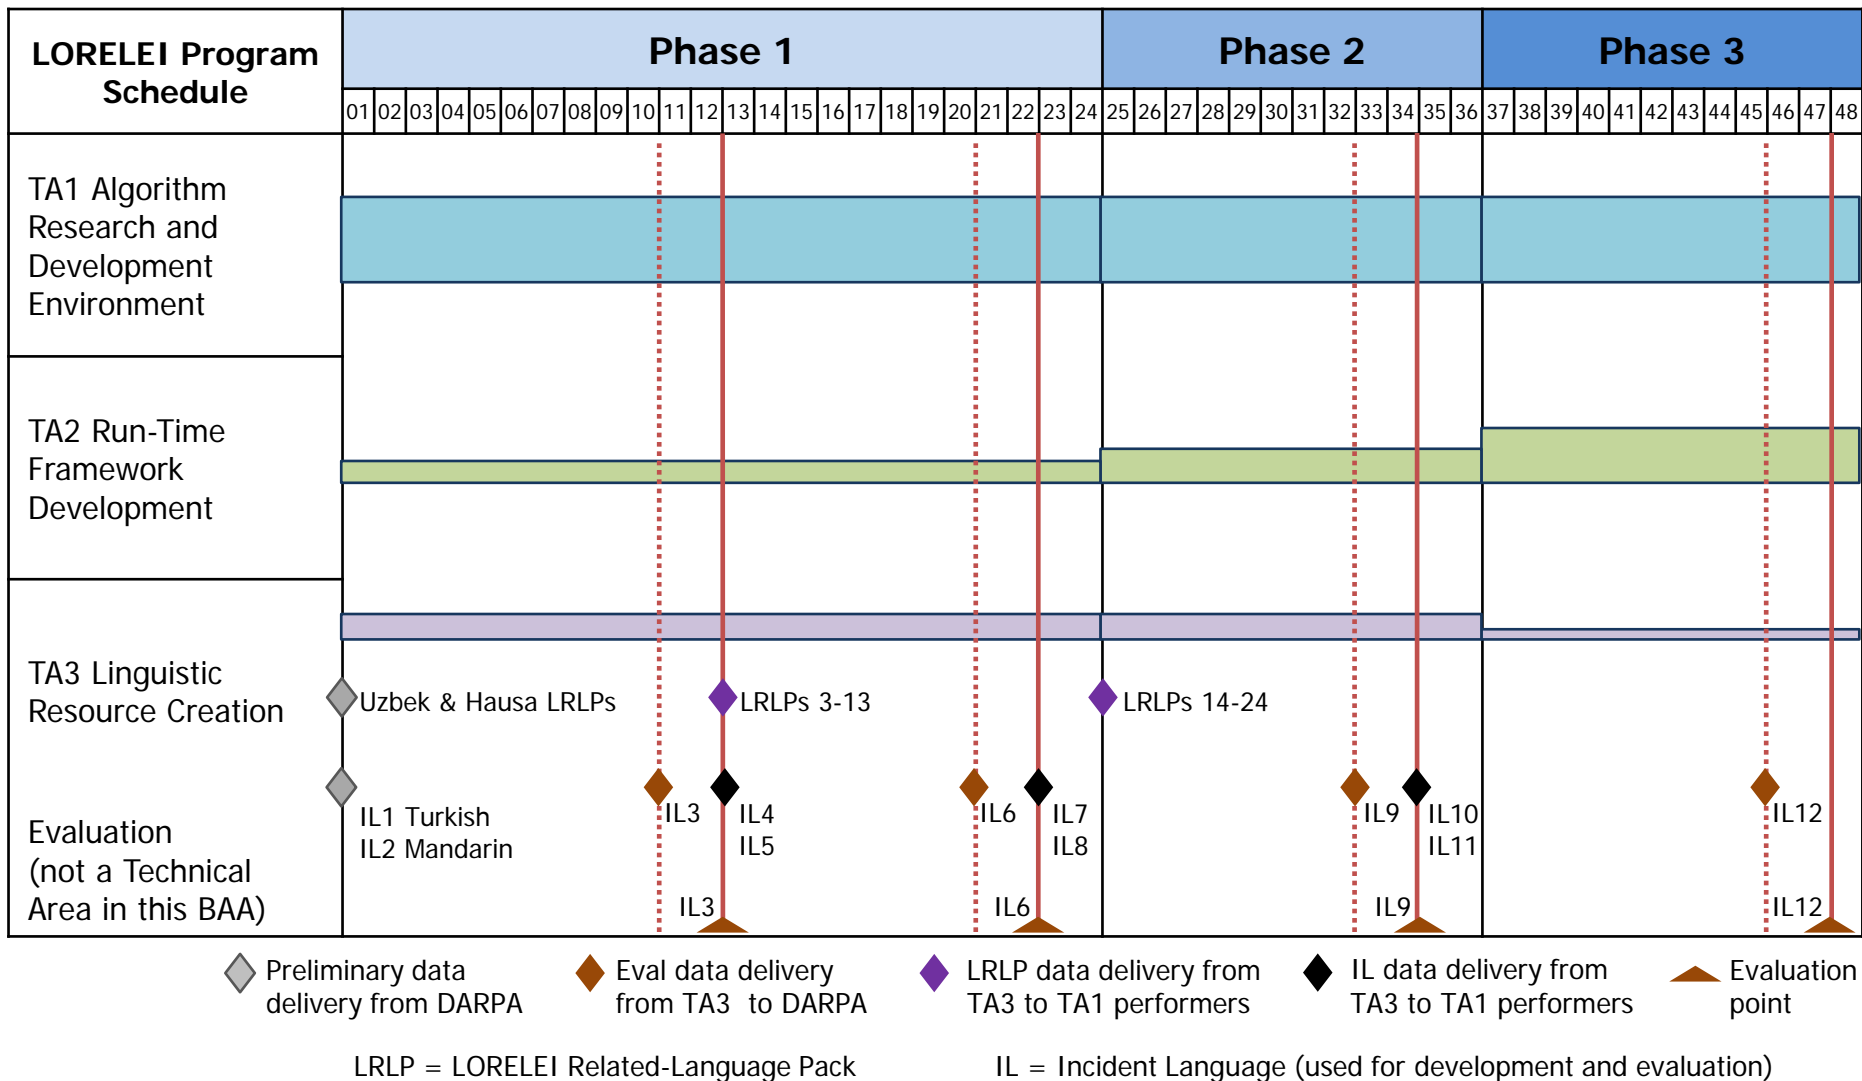 LORELEI Program
Schedule
Phase 1
Phase 2
Phase 3
01 02 03 04 05 06 07 08 09 10 11 12 13 14 15 16 17 18 19 20 21 22 23 24 25 26 27 28 29 30 31 32 33 34 35 36 37 38 39 40 41 42 43 44 45 46 47 48
TA1 Algorithm
Research and
Development
Environment
TA2 Run-Time
Framework
Development
TA3 Linguistic
Resource Creation
Uzbek & Hausa LRLPs
LRLPs 3-13
LRLPs 14-24
Evaluation
(not a Technical
Area in this BAA)
IL1 Turkish
IL2 Mandarin
IL3
IL4
IL5
IL6
IL7
IL8
IL9
IL10
IL11
IL12
IL3
IL6
IL9
IL12
Preliminary data
delivery from DARPA
Eval data delivery
from TA3 to DARPA
LRLP data delivery from
TA3 to TA1 performers
IL data delivery from
TA3 to TA1 performers
Evaluation
point
LRLP = LORELEI Related-Language Pack
IL = Incident Language (used for development and evaluation)